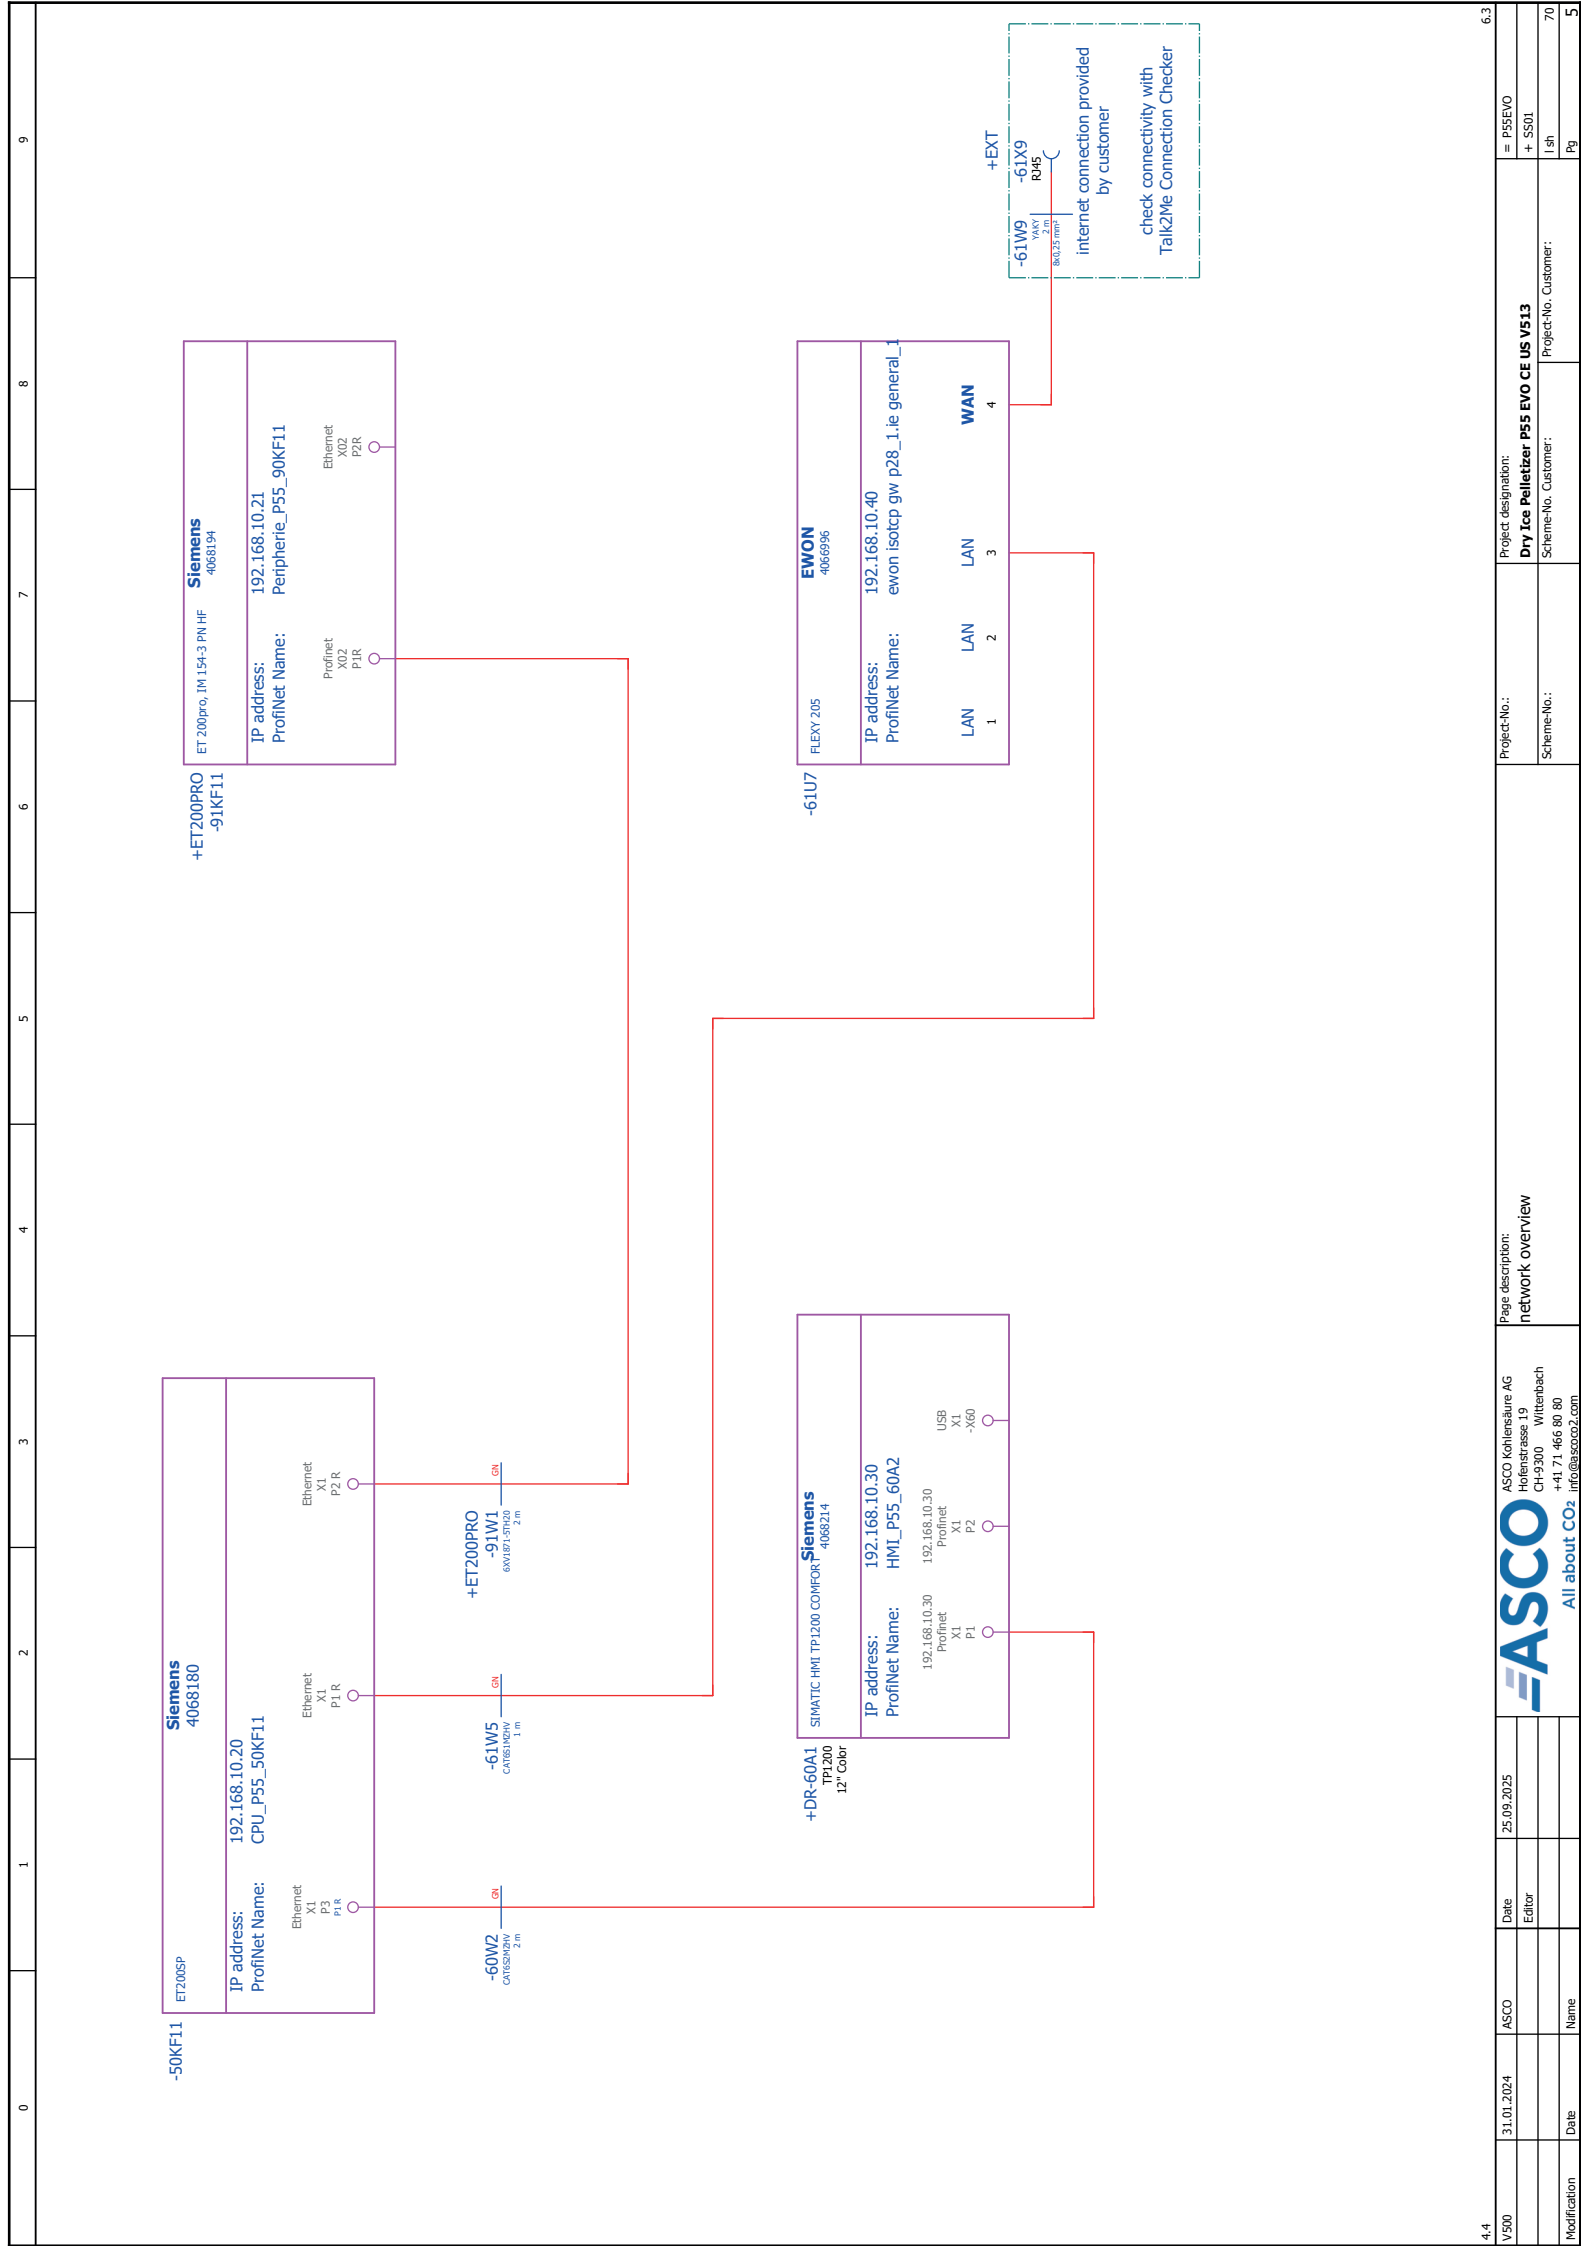 0 1 2 3 4 5 6 7 8 9
-50KF11
ET200SP
Siemens
4068180
IP address: 192.168.10.20
ProfiNet Name: CPU_P55_50KF11
Ethernet
X1
P3
P1 R
Ethernet
X1
P1 R
Ethernet
X1
P2 R
-60W2
CAT6S2MZHV
2 m
GN
-61W5
CAT6S1MZHV
1 m
GN
+ET200PRO
-91W1
6XV1871-5TH20
2 m
GN
+ET200PRO
-91KF11
ET 200pro, IM 154-3 PN HF
Siemens
4068194
IP address: 192.168.10.21
ProfiNet Name: Peripherie_P55_90KF11
Profinet
X02
P1R
Ethernet
X02
P2R
+DR-60A1
TP1200
12" Color
SIMATIC HMI TP1200 COMFORT
Siemens
4068214
IP address: 192.168.10.30
ProfiNet Name: HMI_P55_60A2
192.168.10.30
Profinet
X1
P1
192.168.10.30
Profinet
X1
P2
USB
X1
-X60
-61U7
FLEXY 205
EWON
4066996
IP address: 192.168.10.40
ProfiNet Name: ewon isotcp gw p28_1.ie general_1
LAN LAN LAN WAN
1 2 3 4
+EXT
-61W9
YAKY
2 m
8x0,25 mm²
-61X9
RJ45
internet connection provided
by customer
check connectivity with
Talk2Me Connection Checker
4.4
6.3
V500 31.01.2024 ASCO
Modification Date Name
Date 25.09.2025
Editor
ASCO
All about CO₂
ASCO Kohlensäure AG
Hofenstrasse 19
CH-9300 Wittenbach
+41 71 466 80 80
info@ascoco2.com
Page description:
network overview
Project-No.:
Scheme-No.:
Project designation:
Dry Ice Pelletizer P55 EVO CE US V513
Scheme-No. Customer:
Project-No. Customer:
= P55EVO
+ SS01
l sh 70
Pg 5